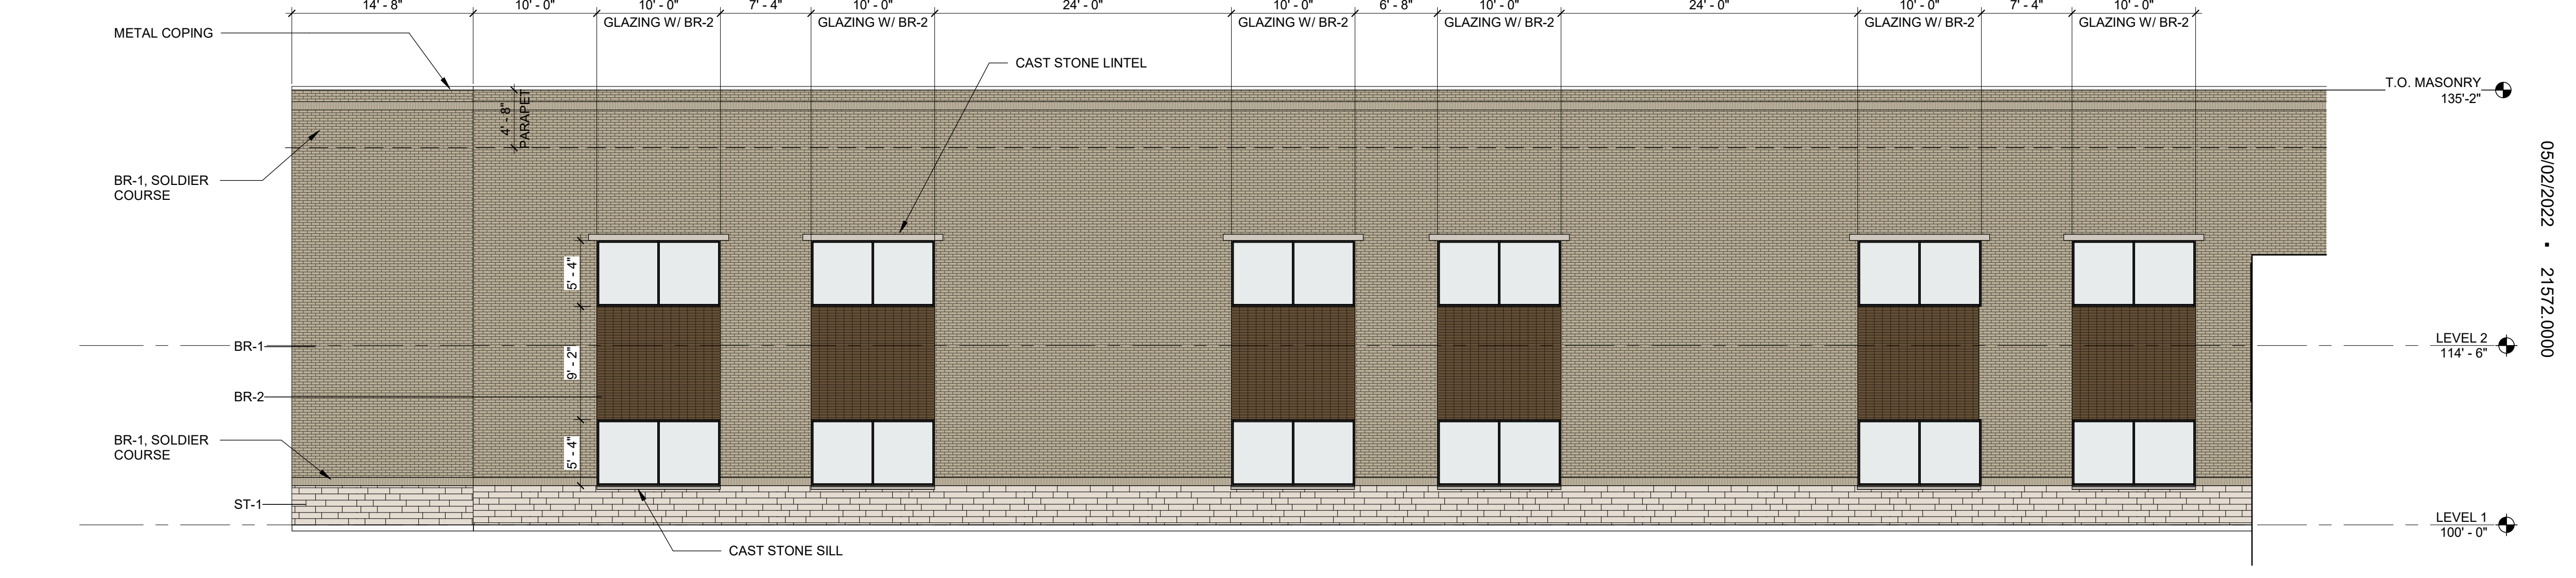 14' - 8"
10' - 0"
10' - 0"
7' - 4"
10' - 0"
24' - 0"
10' - 0"
6' - 8"
10' - 0"
24' - 0"
10' - 0"
7' - 4"
10' - 0"
GLAZING W/ BR-2
GLAZING W/ BR-2
GLAZING W/ BR-2
GLAZING W/ BR-2
GLAZING W/ BR-2
GLAZING W/ BR-2
METAL COPING
CAST STONE LINTEL
T.O. MASONRY
135'-2"
4' - 8"
PARAPET
BR-1, SOLDIER
COURSE
5' - 4"
BR-1
9' - 2"
LEVEL 2
114' - 6"
BR-2
BR-1, SOLDIER
COURSE
5' - 4"
ST-1
LEVEL 1
100' - 0"
CAST STONE SILL
05/02/2022 ▪ 21572.0000